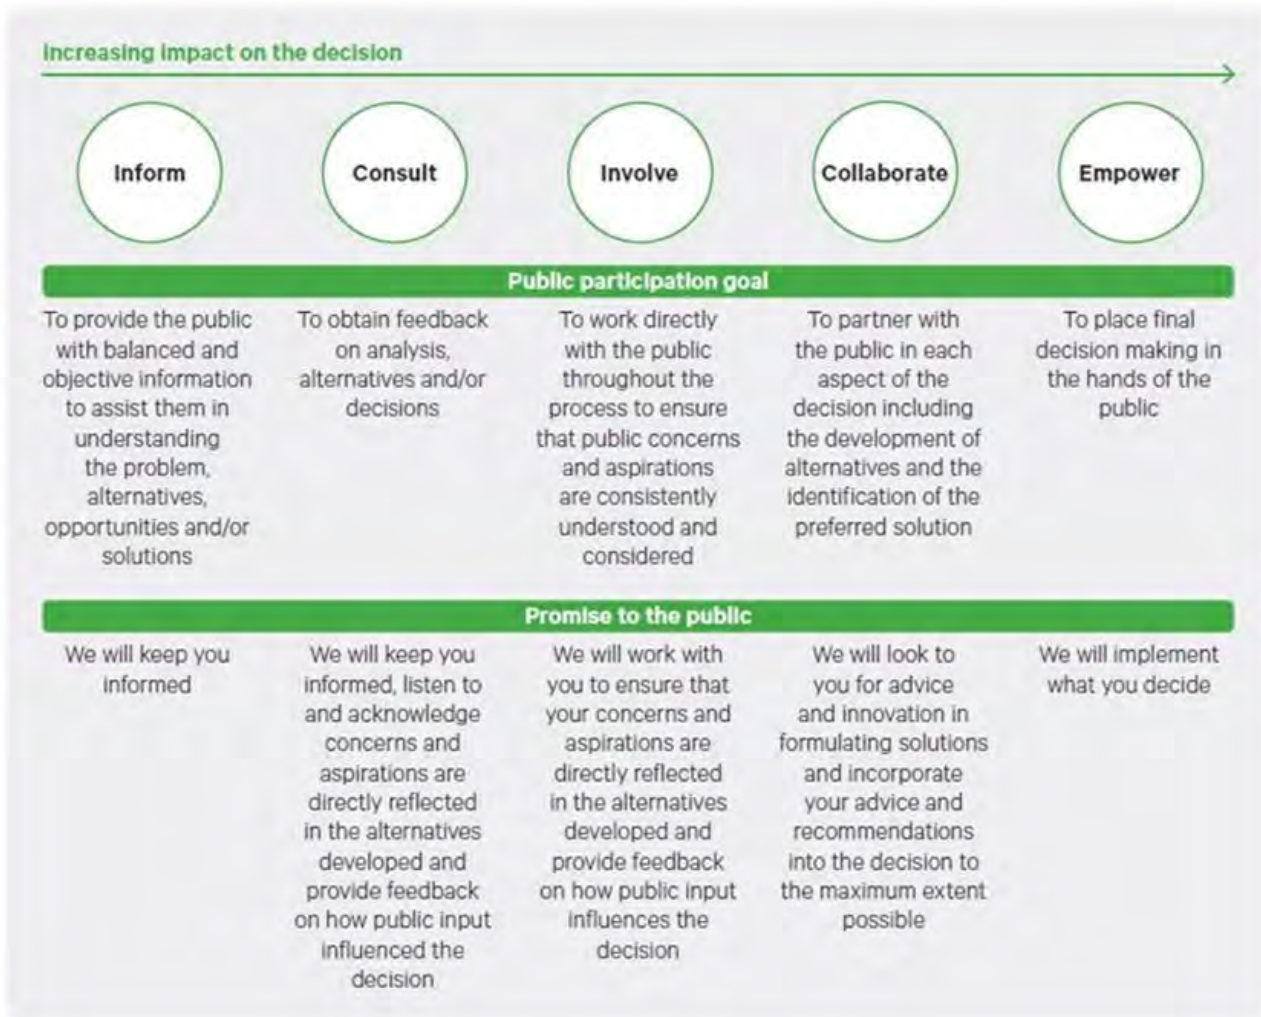 Increasing impact on the decision
Inform
Consult
Involve
Collaborate
Empower
Public participation goal
To provide the public
with balanced and
objective information
to assist them in
understanding
the problem,
alternatives,
opportunities and/or
solutions
To obtain feedback
on analysis,
alternatives and/or
decisions
To work directly
with the public
throughout the
process to ensure
that public concerns
and aspirations
are consistently
understood and
considered
To partner with
the public in each
aspect of the
decision including
the development of
alternatives and the
identification of the
preferred solution
To place final
decision making in
the hands of the
public
Promise to the public
We will keep you
informed
We will keep you
informed, listen to
and acknowledge
concerns and
aspirations are
directly reflected
in the alternatives
developed and
provide feedback
on how public input
influenced the
decision
We will work with
you to ensure that
your concerns and
aspirations are
directly reflected
in the alternatives
developed and
provide feedback
on how public input
influences the
decision
We will look to
you for advice
and innovation in
formulating solutions
and incorporate
your advice and
recommendations
into the decision to
the maximum extent
possible
We will implement
what you decide